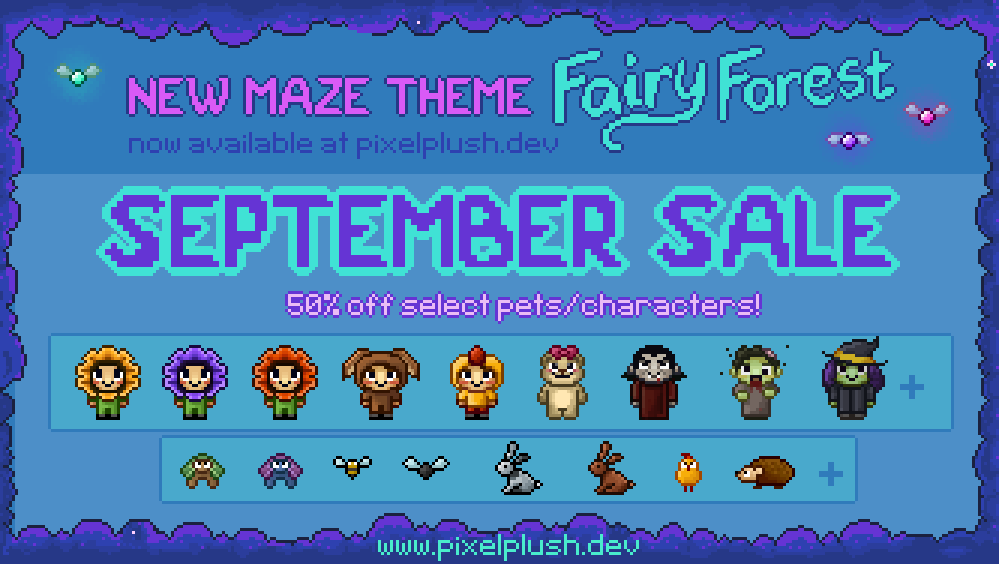 NEW MAZE THEME Fairy Forest
now available at pixelplush.dev
SEPTEMBER SALE
50% off select pets/characters!
+
+
www.pixelplush.dev